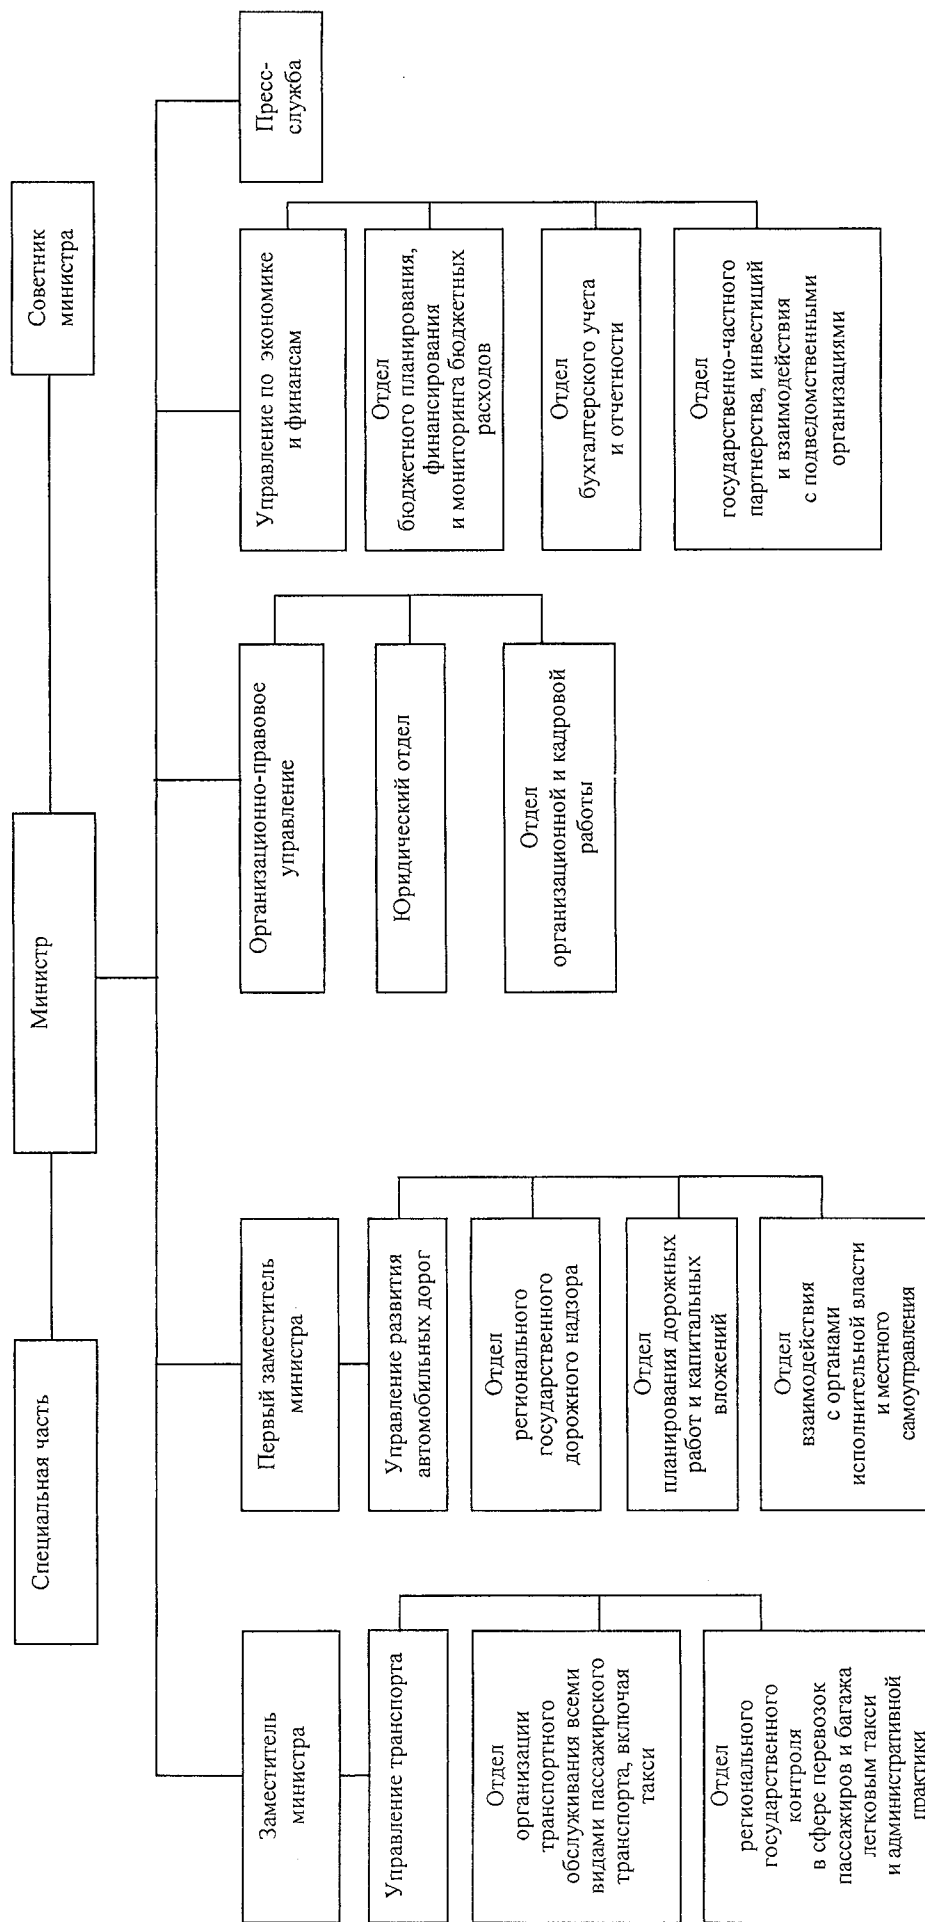 Специальная часть
Министр
Советник
министра
Заместитель
министра
Управление транспорта
Отдел
организации
транспортного
обслуживания всеми
видами пассажирского
транспорта, включая
такси
Отдел
регионального
государственного
контроля
в сфере перевозок
пассажиров и багажа
легковым такси
и административной
практики
Первый заместитель
министра
Управление развития
автомобильных дорог
Отдел
регионального
государственного
дорожного надзора
Отдел
планирования дорожных
работ и капитальных
вложений
Отдел
взаимодействия
с органами
исполнительной власти
и местного
самоуправления
Организационно-правовое
управление
Юридический отдел
Отдел
организационной и кадровой
работы
Управление по экономике
и финансам
Отдел
бюджетного планирования,
финансирования
и мониторинга бюджетных
расходов
Отдел
бухгалтерского учета
и отчетности
Отдел
государственно-частного
партнерства, инвестиций
и взаимодействия
с подведомственными
организациями
Пресс-
служба